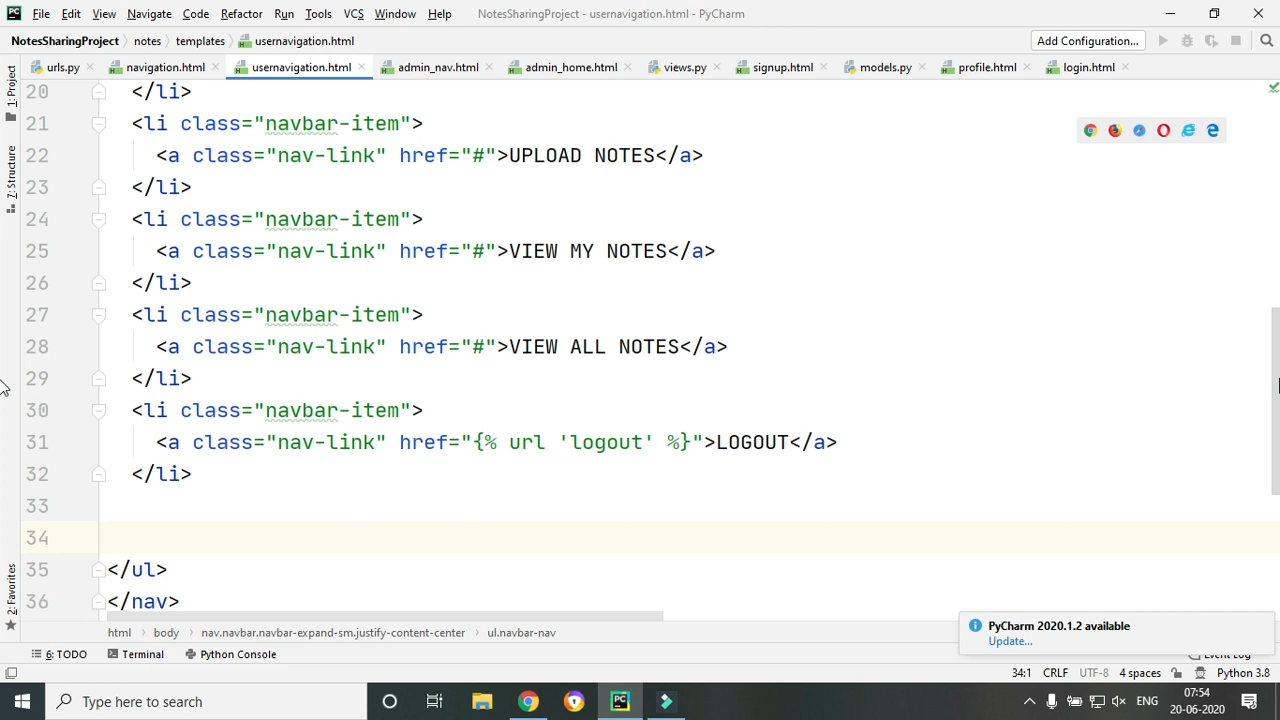 File Edit View Navigate Code Refactor Run Tools VCS Window Help NotesSharingProject - usernavigation.html - PyCharm
NotesSharingProject notes templates usernavigation.html Add Configuration...
urls.py navigation.html usernavigation.html admin_nav.html admin_home.html views.py signup.html models.py profile.html login.html
1: Project
7: Structure
2: Favorites
20 </li>
21 <li class="navbar-item">
22 <a class="nav-link" href="#">UPLOAD NOTES</a>
23 </li>
24 <li class="navbar-item">
25 <a class="nav-link" href="#">VIEW MY NOTES</a>
26 </li>
27 <li class="navbar-item">
28 <a class="nav-link" href="#">VIEW ALL NOTES</a>
29 </li>
30 <li class="navbar-item">
31 <a class="nav-link" href="{% url 'logout' %}">LOGOUT</a>
32 </li>
33
34
35 </ul>
36 </nav>
html body nav.navbar.navbar-expand-sm.justify-content-center ul.navbar-nav
PyCharm 2020.1.2 available
Update...
6: TODO Terminal Python Console Event Log
34:1 CRLF UTF-8 4 spaces Python 3.8
Type here to search
ENG
07:54
20-06-2020